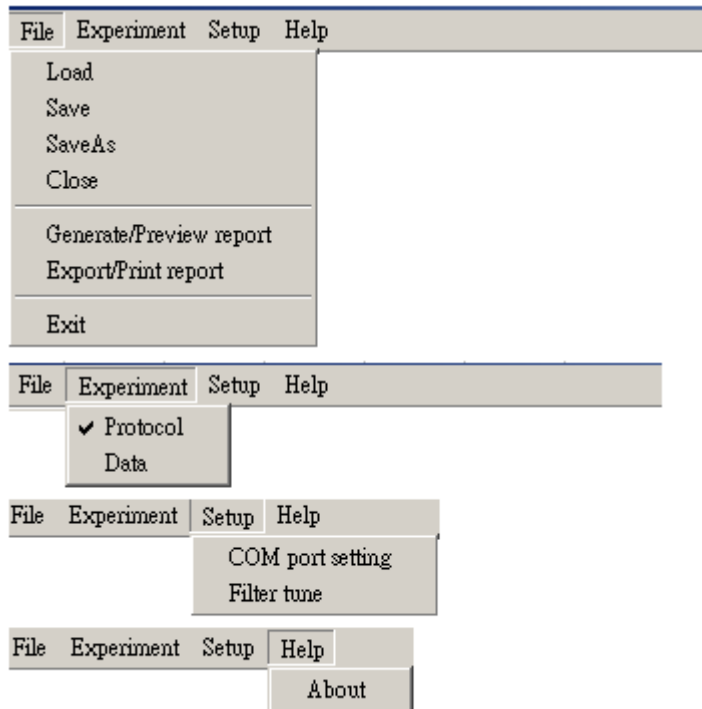 File Experiment Setup Help
Load
Save
SaveAs
Close
Generate/Preview report
Export/Print report
Exit
File Experiment Setup Help
Protocol
Data
File Experiment Setup Help
COM port setting
Filter tune
File Experiment Setup Help
About